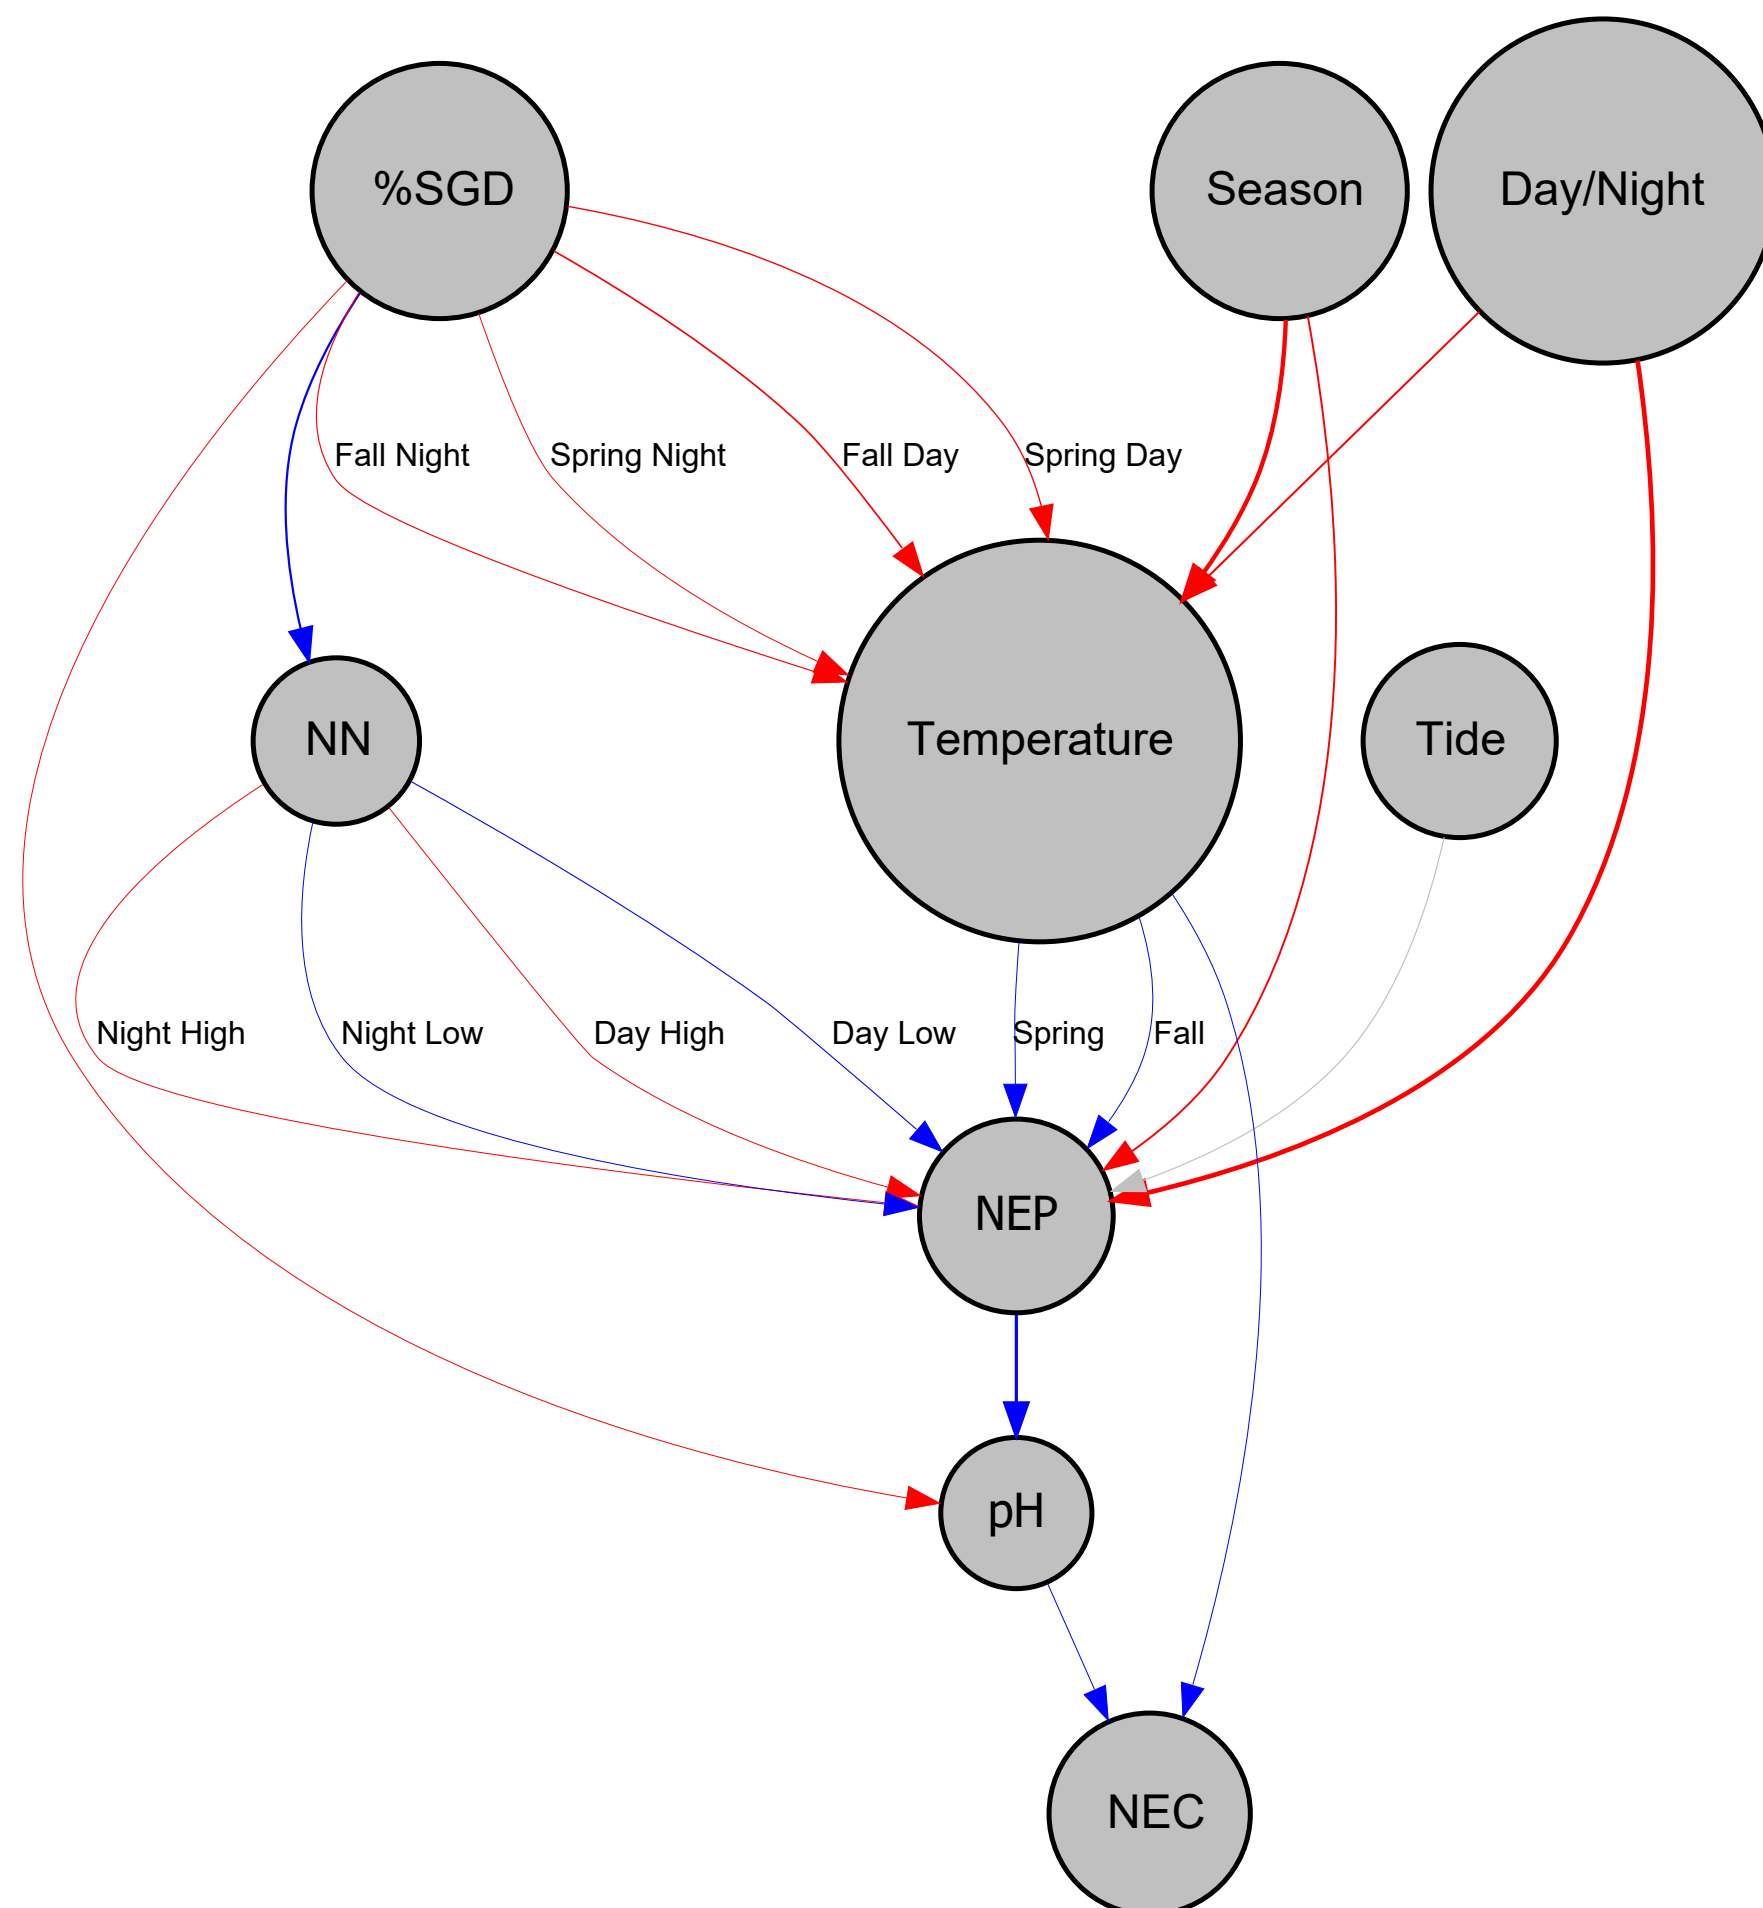 %SGD
Season
Day/Night
Fall Night
Spring Night
Fall Day
Spring Day
NN
Temperature
Tide
Night High
Night Low
Day High
Day Low
Spring
Fall
NEP
pH
NEC